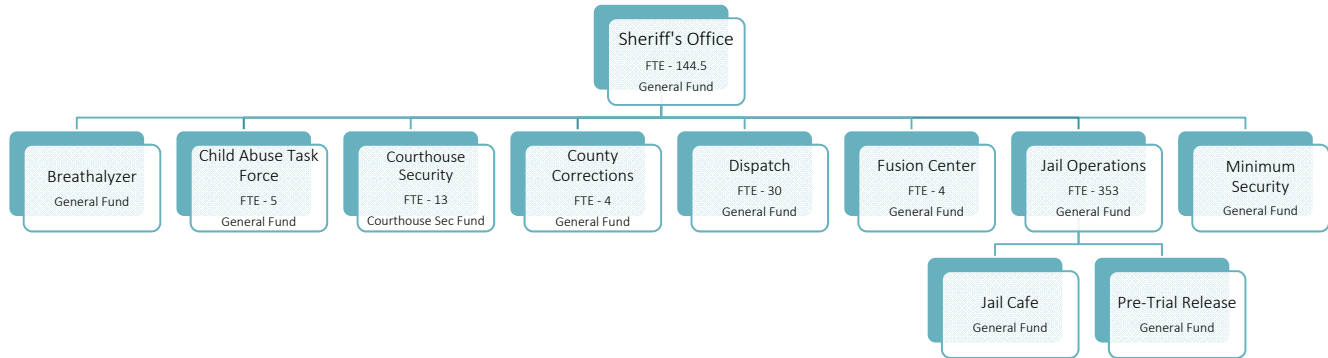 Sheriff's Office
FTE - 144.5
General Fund
Breathalyzer
General Fund
Child Abuse Task
Force
FTE - 5
General Fund
Courthouse
Security
FTE - 13
Courthouse Sec Fund
County
Corrections
FTE - 4
General Fund
Dispatch
FTE - 30
General Fund
Fusion Center
FTE - 4
General Fund
Jail Operations
FTE - 353
General Fund
Minimum
Security
General Fund
Jail Cafe
General Fund
Pre-Trial Release
General Fund